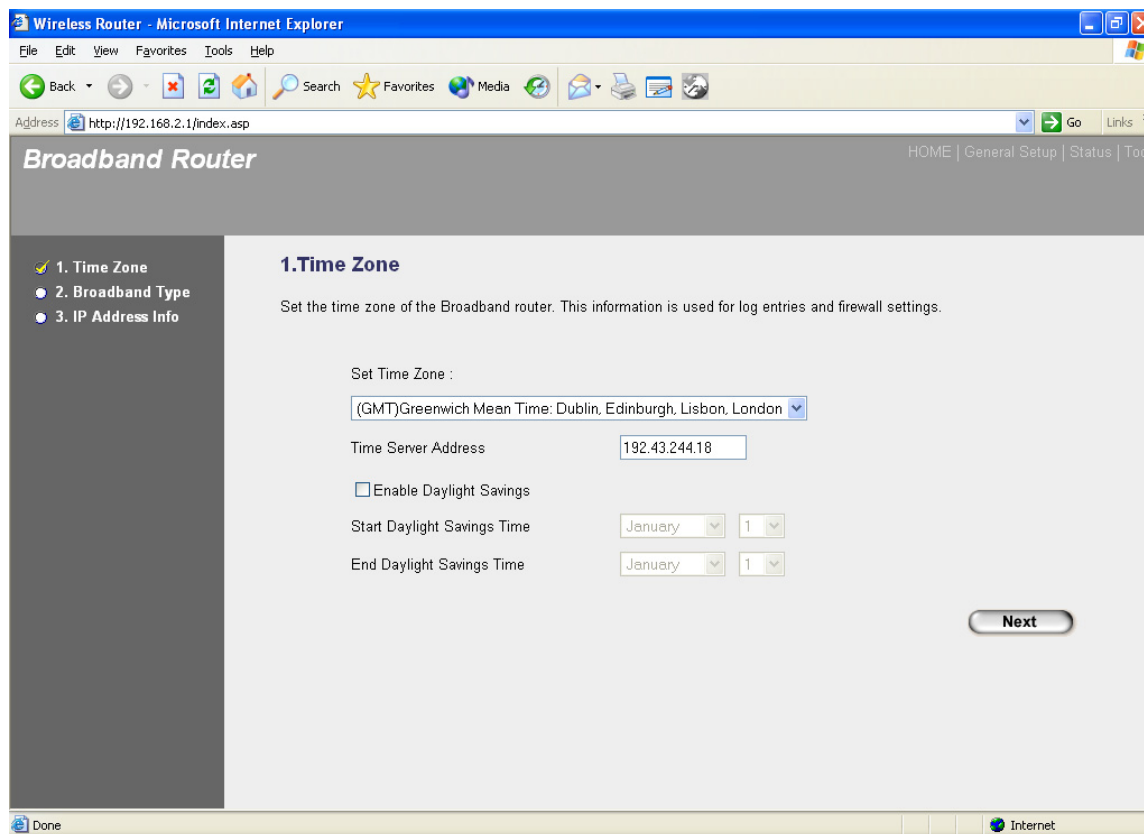 Wireless Router - Microsoft Internet Explorer
File Edit View Favorites Tools Help
Back Search Favorites Media
Address http://192.168.2.1/index.asp Go Links
Broadband Router
HOME | General Setup | Status |
1. Time Zone
2. Broadband Type
3. IP Address Info
1.Time Zone
Set the time zone of the Broadband router. This information is used for log entries and firewall settings.
Set Time Zone :
(GMT)Greenwich Mean Time: Dublin, Edinburgh, Lisbon, London
Time Server Address 192.43.244.18
Enable Daylight Savings
Start Daylight Savings Time January 1
End Daylight Savings Time January 1
Next
Done Internet